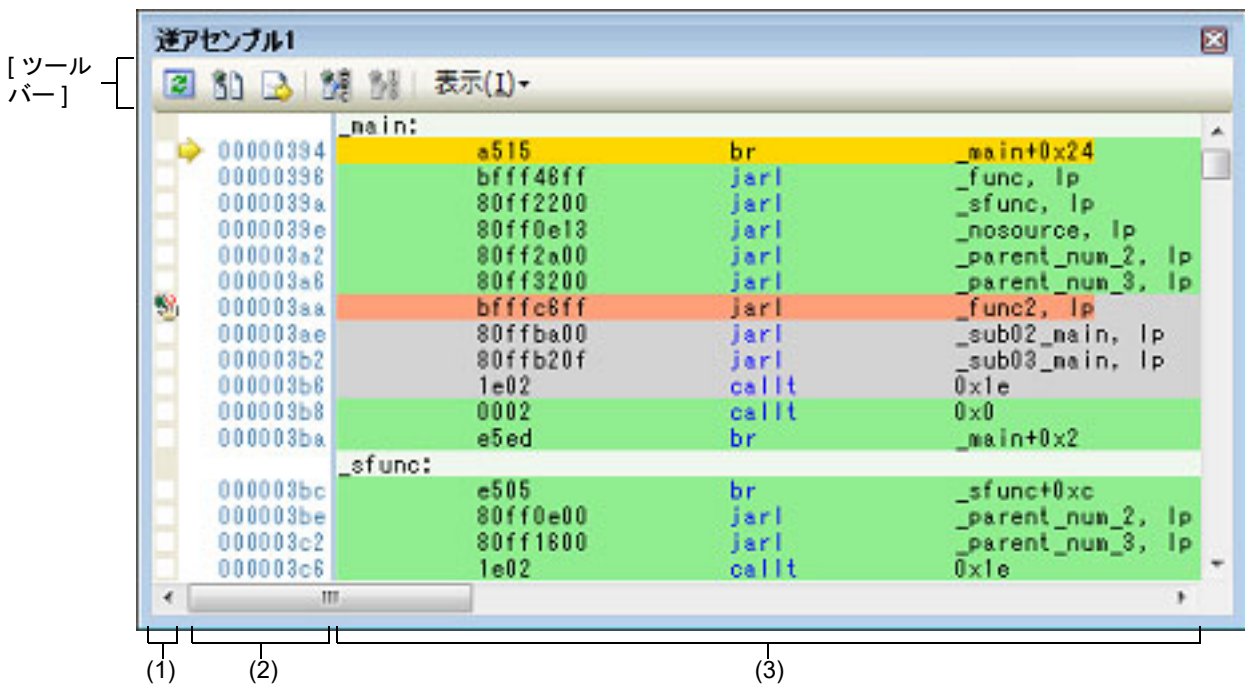 逆アセンブル1
[ ツール
バー ]
表示(I)
_main:
00000394 a515 br _main+0x24
00000396 bfff46ff jarl _func, lp
0000039a 80ff2200 jarl _sfunc, lp
0000039e 80ff0e13 jarl _nosource, lp
000003a2 80ff2a00 jarl _parent_num_2, lp
000003a6 80ff3200 jarl _parent_num_3, lp
000003aa bfffc6ff jarl _func2, lp
000003ae 80ffba00 jarl _sub02_main, lp
000003b2 80ffb20f jarl _sub03_main, lp
000003b6 1e02 callt 0x1e
000003b8 0002 callt 0x0
000003ba e5ed br _main+0x2
_sfunc:
000003bc e505 br _sfunc+0xc
000003be 80ff0e00 jarl _parent_num_2, lp
000003c2 80ff1600 jarl _parent_num_3, lp
000003c6 1e02 callt 0x1e
(1) (2) (3)